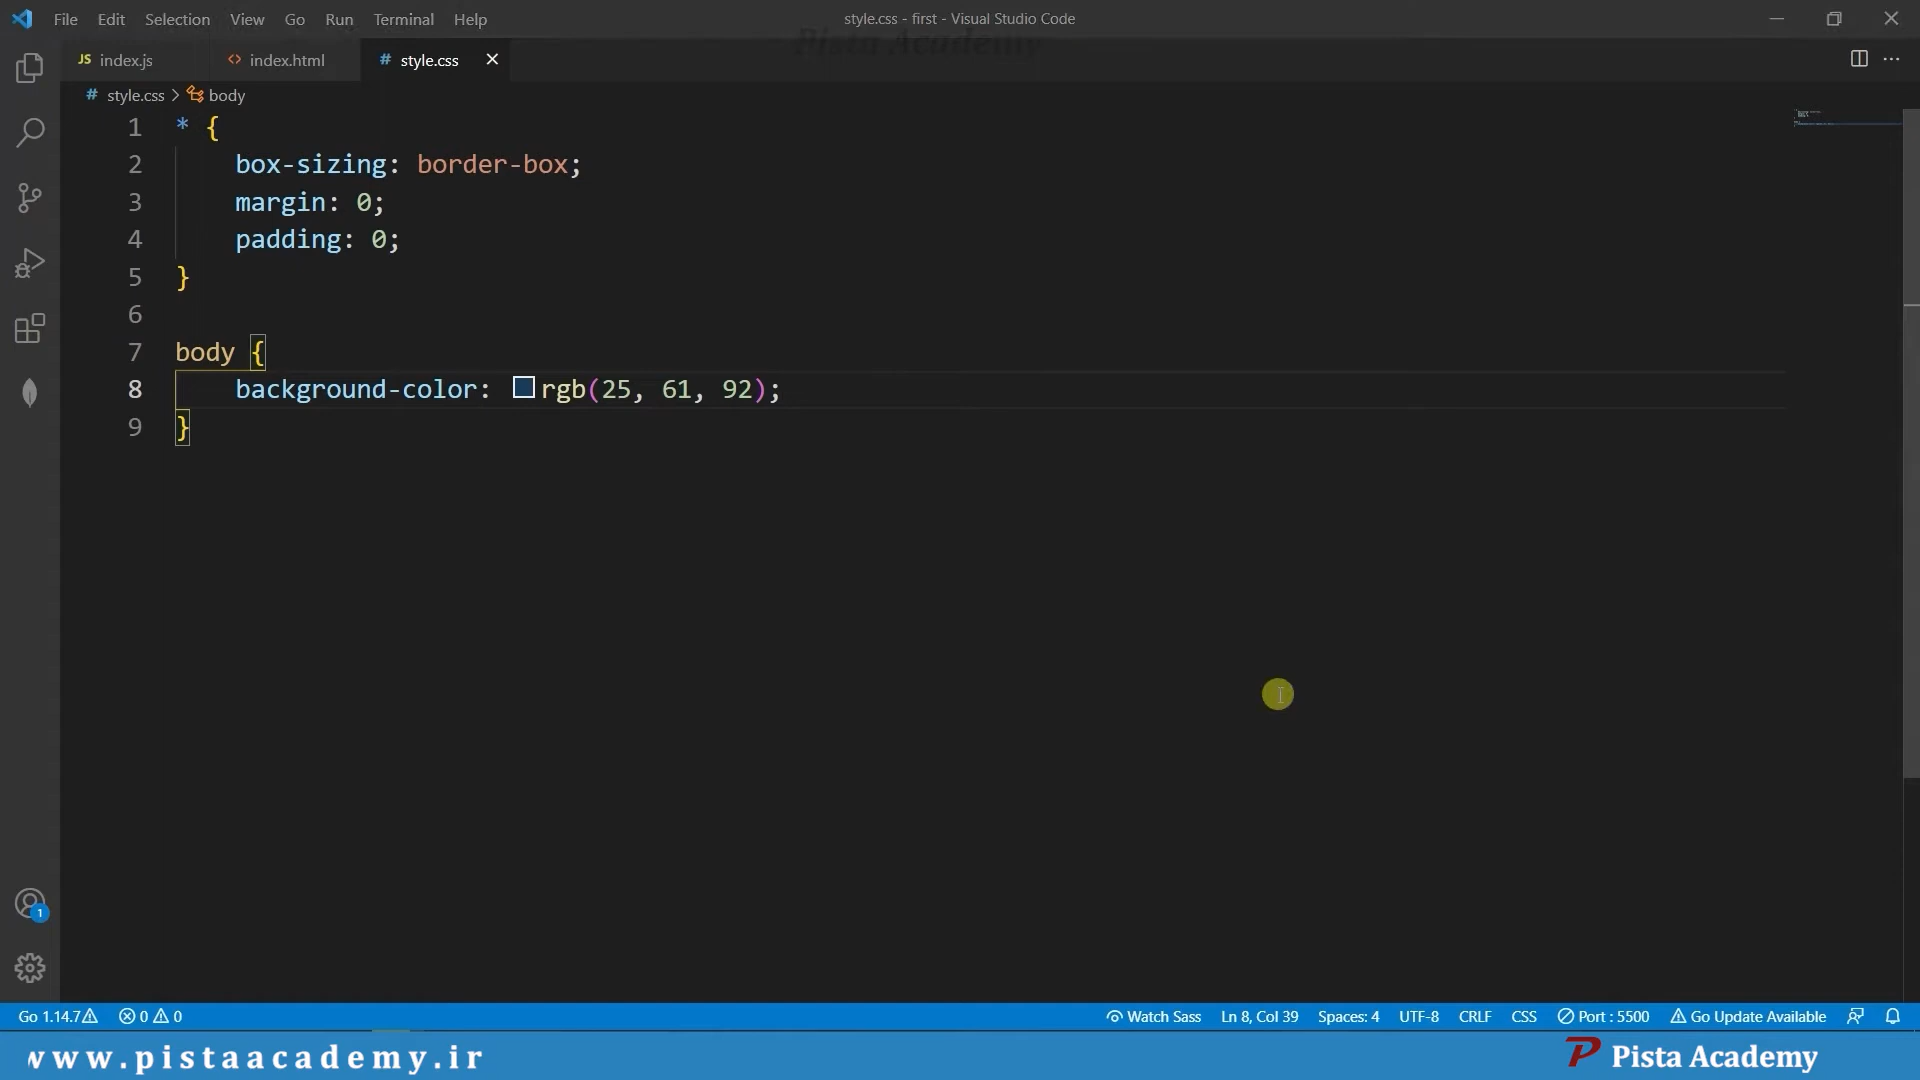 File Edit Selection View Go Run Terminal Help
style.css - first - Visual Studio Code
Pista Academy
JS index.js <> index.html # style.css
# style.css > body
1 * {
2     box-sizing: border-box;
3     margin: 0;
4     padding: 0;
5 }
6
7 body {
8     background-color: rgb(25, 61, 92);
9 }
1
Go 1.14.7 0 0 Watch Sass Ln 8, Col 39 Spaces: 4 UTF-8 CRLF CSS Port : 5500 Go Update Available
www.pistaacademy.ir
P Pista Academy